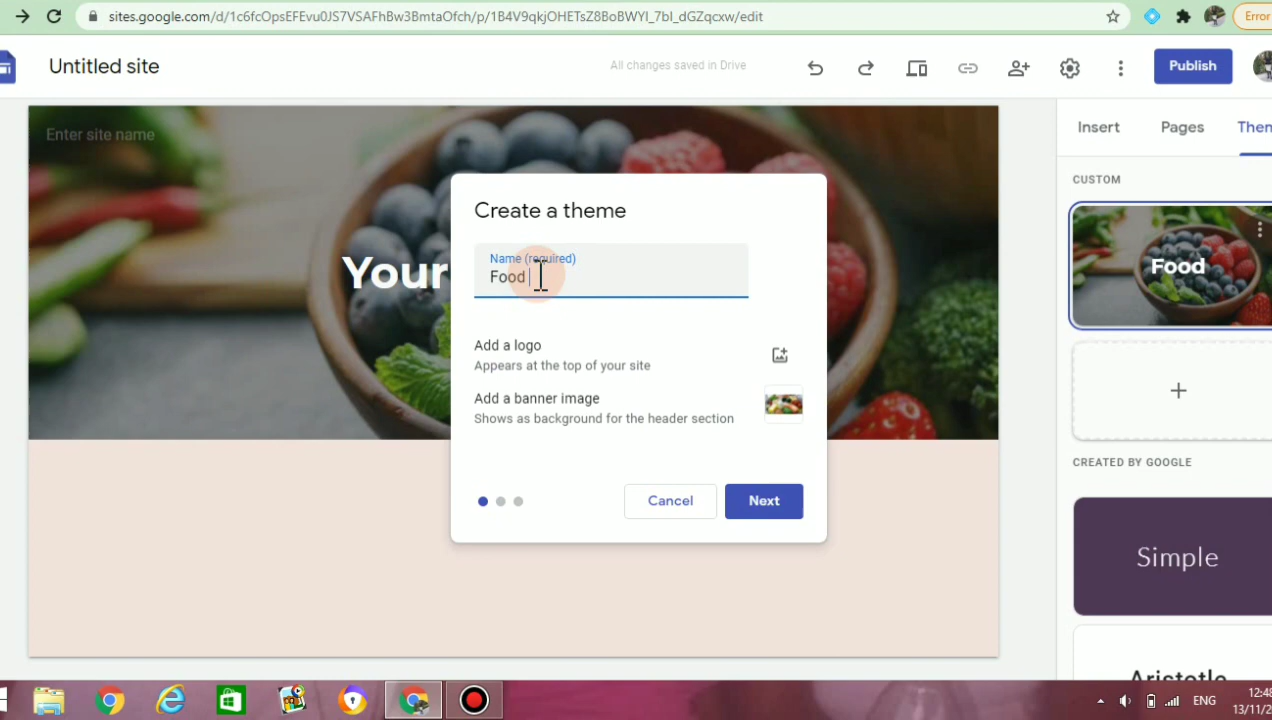 sites.google.com/d/1c6fcOpsEFEvu0JS7VSAFhBw3BmtaOfch/p/1B4V9qkjOHETsZ8BoBWYI_7bI_dGZqcxw/edit
Error
Untitled site
All changes saved in Drive
Publish
Enter site name
Insert
Pages
Them
CUSTOM
Your
Create a theme
Name (required)
Food
Food
Add a logo
Appears at the top of your site
Add a banner image
Shows as background for the header section
Cancel
Next
CREATED BY GOOGLE
Simple
Aristotle
ENG
12:48
13/11/2